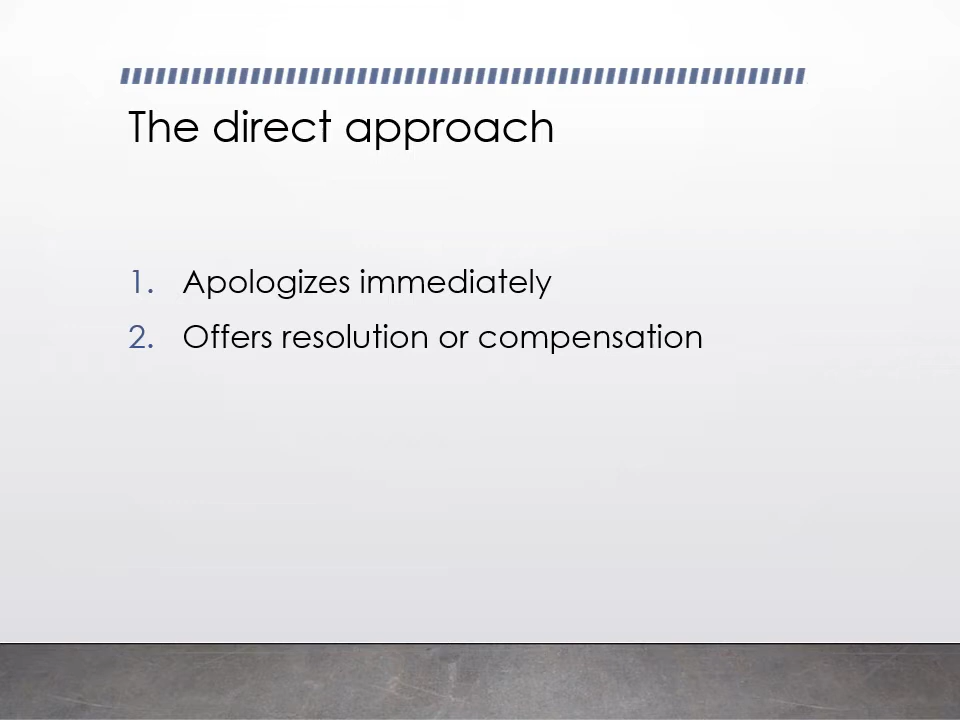 The direct approach
1. Apologizes immediately
2. Offers resolution or compensation